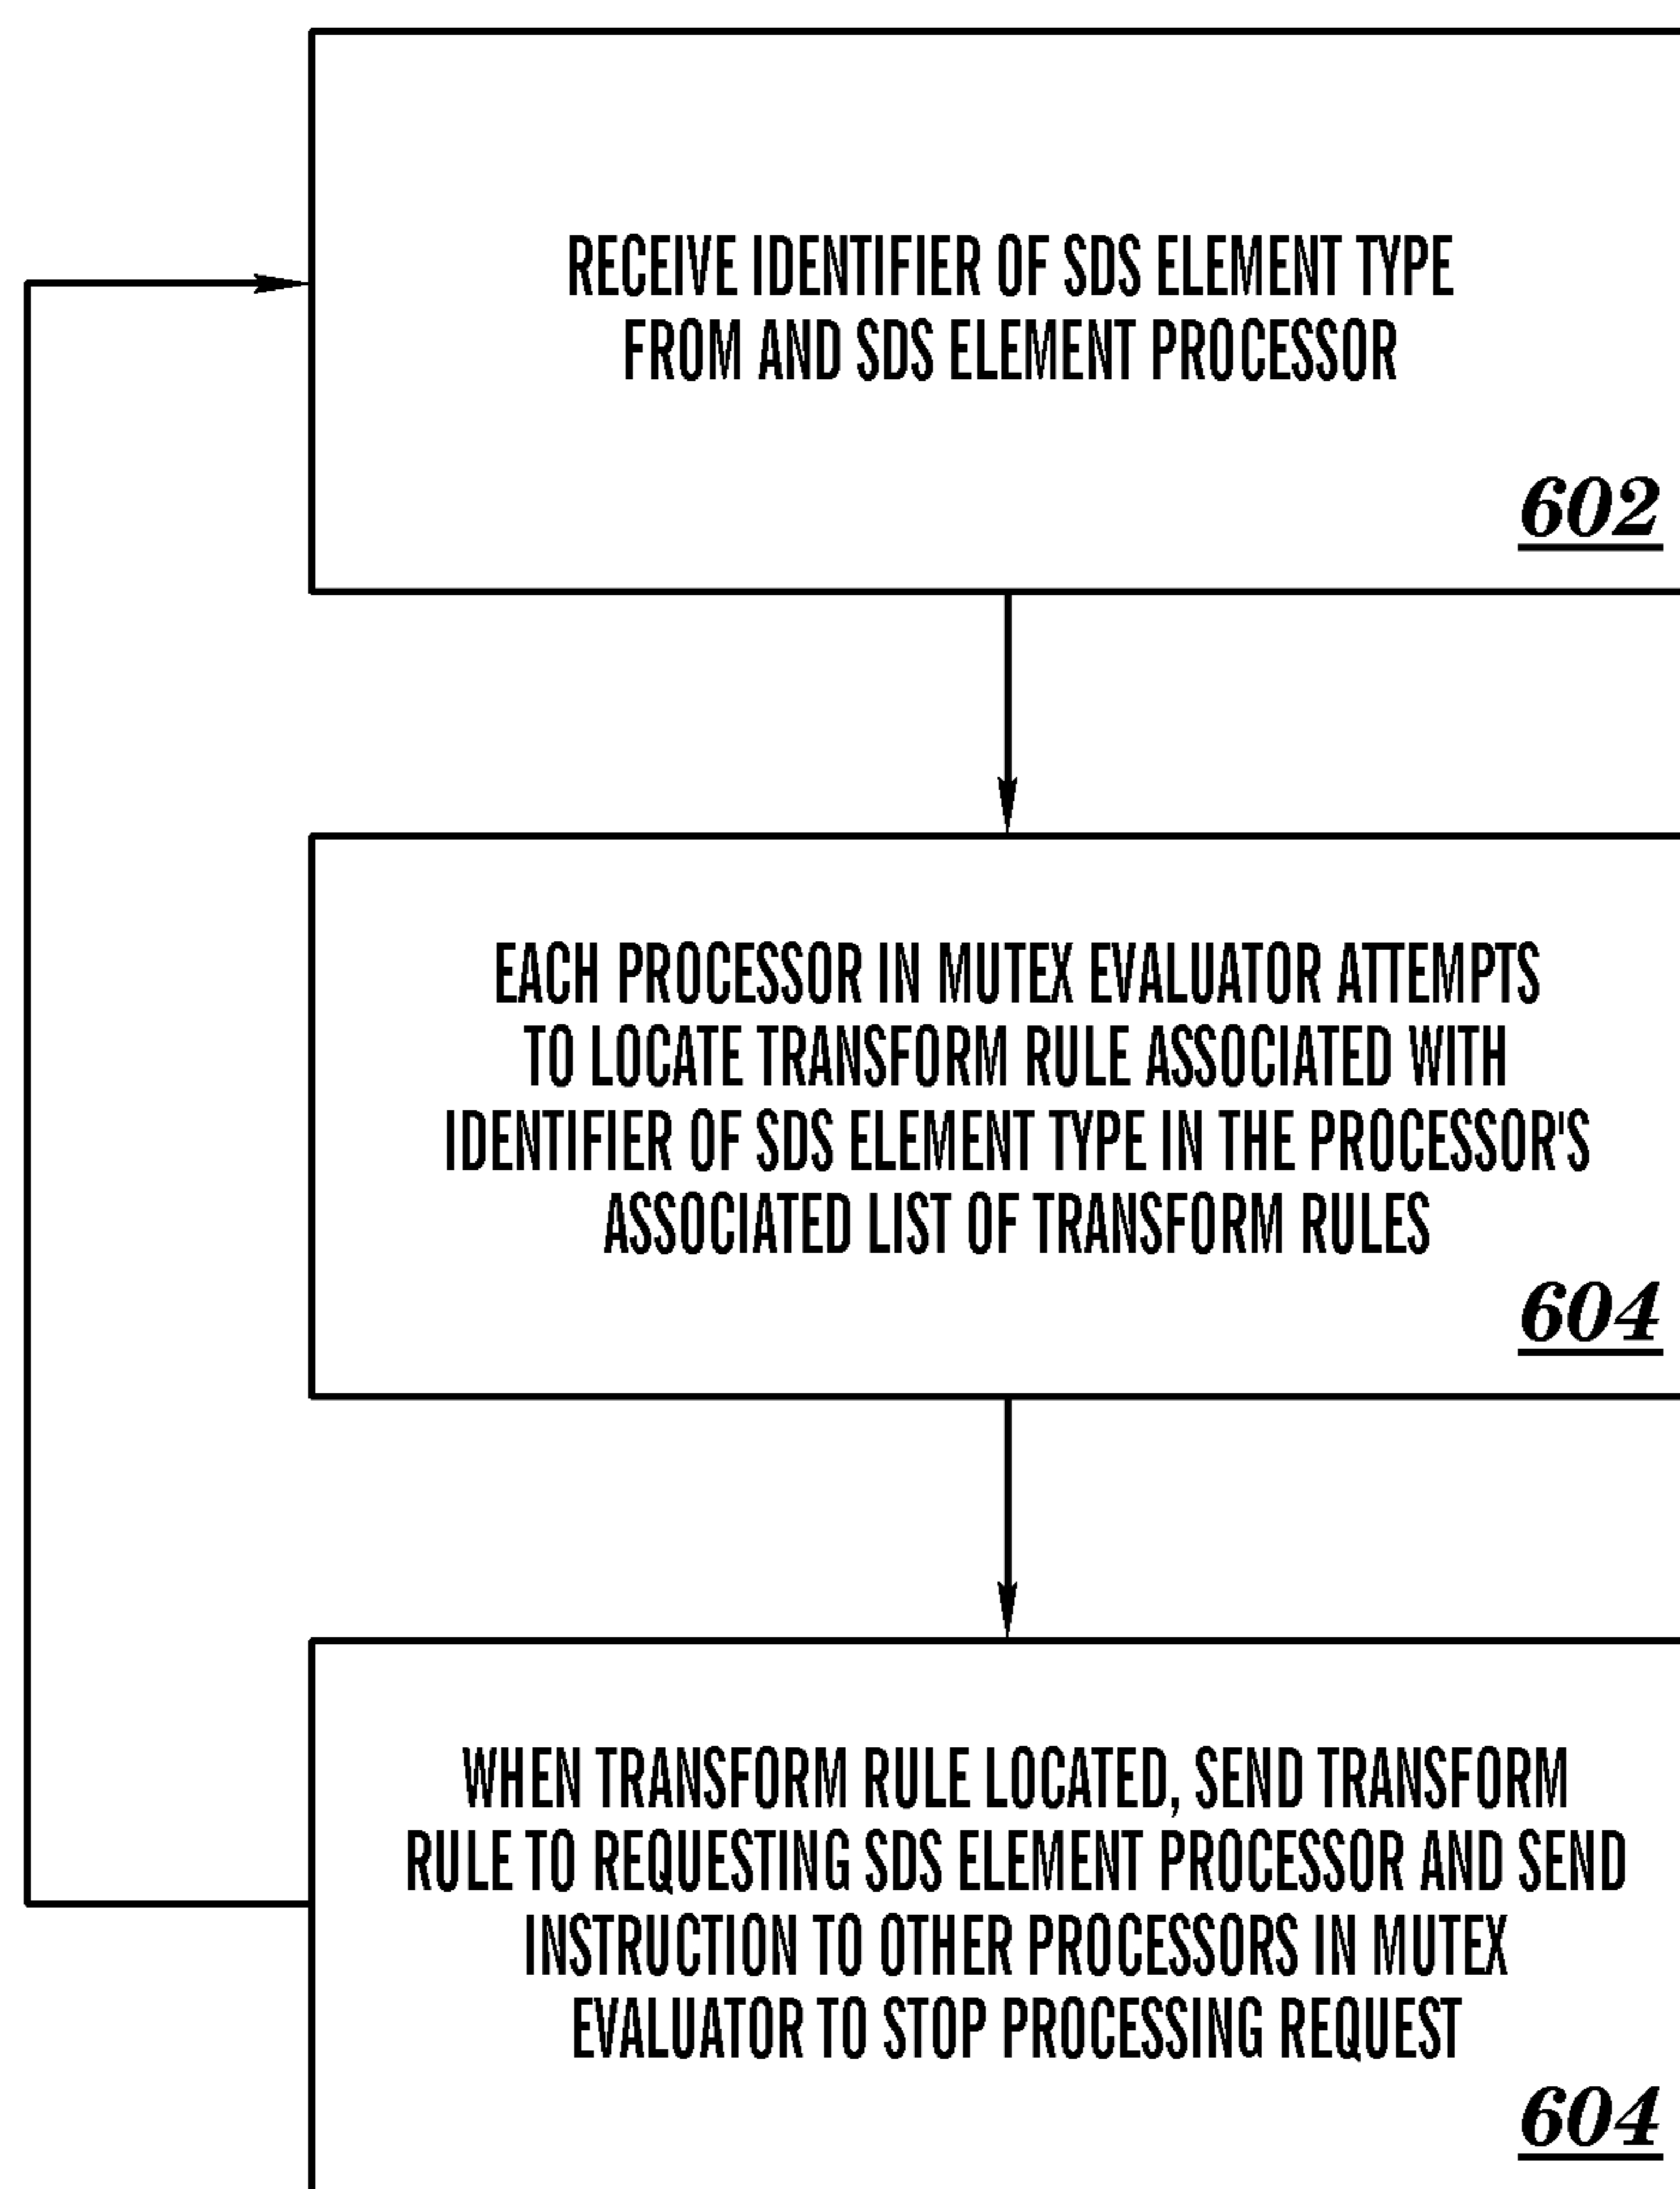 RECEIVE IDENTIFIER OF SDS ELEMENT TYPE
FROM AND SDS ELEMENT PROCESSOR
602
EACH PROCESSOR IN MUTEX EVALUATOR ATTEMPTS
TO LOCATE TRANSFORM RULE ASSOCIATED WITH
IDENTIFIER OF SDS ELEMENT TYPE IN THE PROCESSOR'S
ASSOCIATED LIST OF TRANSFORM RULES
604
WHEN TRANSFORM RULE LOCATED, SEND TRANSFORM
RULE TO REQUESTING SDS ELEMENT PROCESSOR AND SEND
INSTRUCTION TO OTHER PROCESSORS IN MUTEX
EVALUATOR TO STOP PROCESSING REQUEST
604